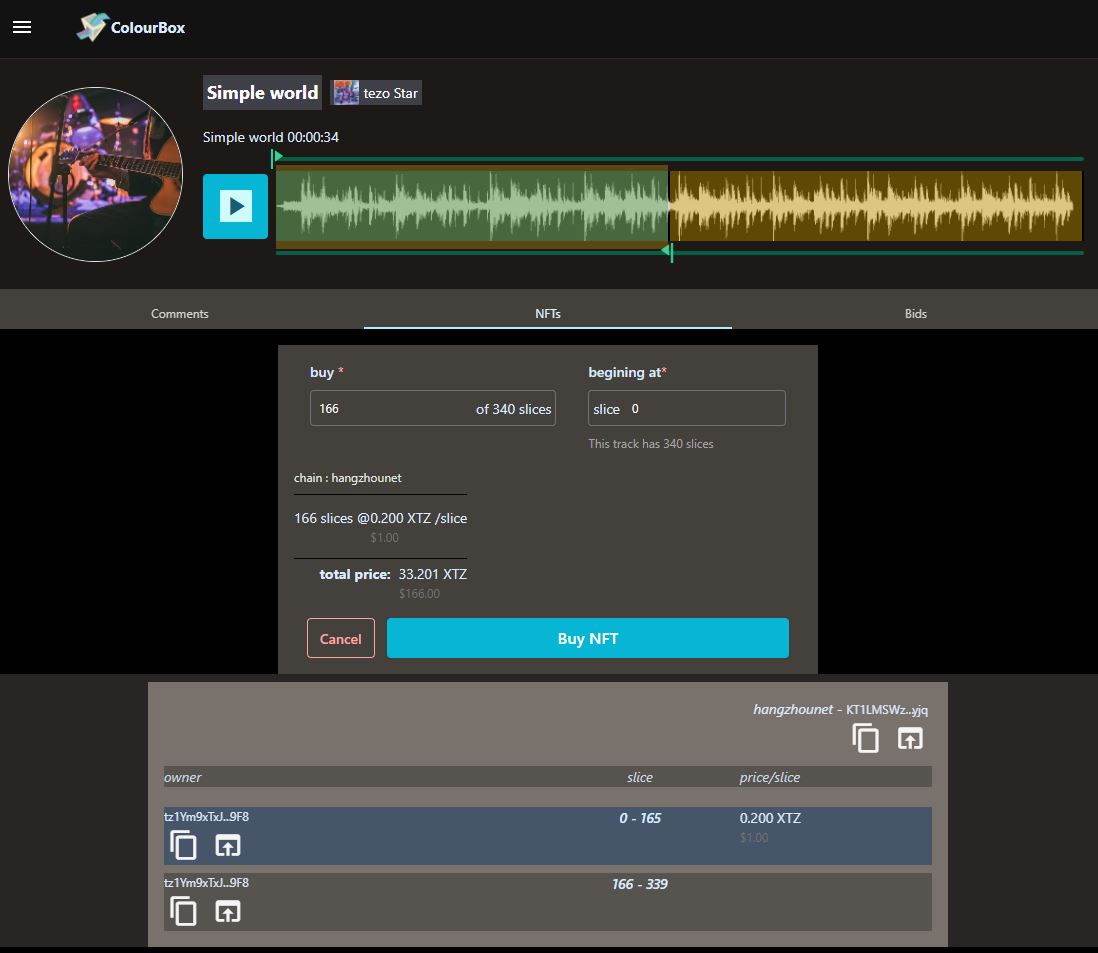 ColourBox
Simple world
tezo Star
Simple world 00:00:34
Comments
NFTs
Bids
buy *
begining at*
166 of 340 slices
slice 0
This track has 340 slices
chain : hangzhounet
166 slices @0.200 XTZ /slice
$1.00
total price: 33.201 XTZ
$166.00
Cancel
Buy NFT
hangzhounet - KT1LMSWz..yjq
owner slice price/slice
tz1Ym9xTxJ..9F8 0 - 165 0.200 XTZ
$1.00
tz1Ym9xTxJ..9F8 166 - 339